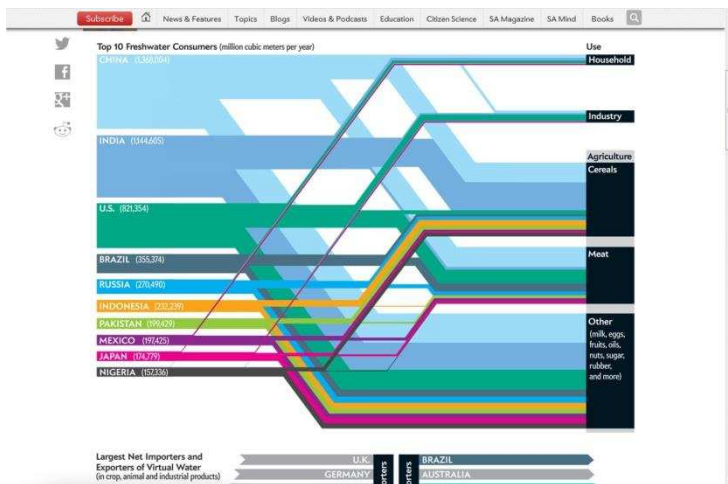 Subscribe News & Features Topics Blogs Videos & Podcasts Education Citizen Science SA Magazine SA Mind Books
Top 10 Freshwater Consumers (million cubic meters per year)
Use
CHINA (1,368,004)
Household
Industry
INDIA (1,144,605)
Agriculture
Cereals
U.S. (821,354)
BRAZIL (355,374)
Meat
RUSSIA (270,490)
INDONESIA (232,239)
PAKISTAN (199,429)
Other
(milk, eggs,
fruits, oils,
nuts, sugar,
rubber,
and more)
MEXICO (197,425)
JAPAN (174,779)
NIGERIA (157,336)
Largest Net Importers and
Exporters of Virtual Water
(in crop, animal and industrial products)
U.K. BRAZIL
GERMANY AUSTRALIA